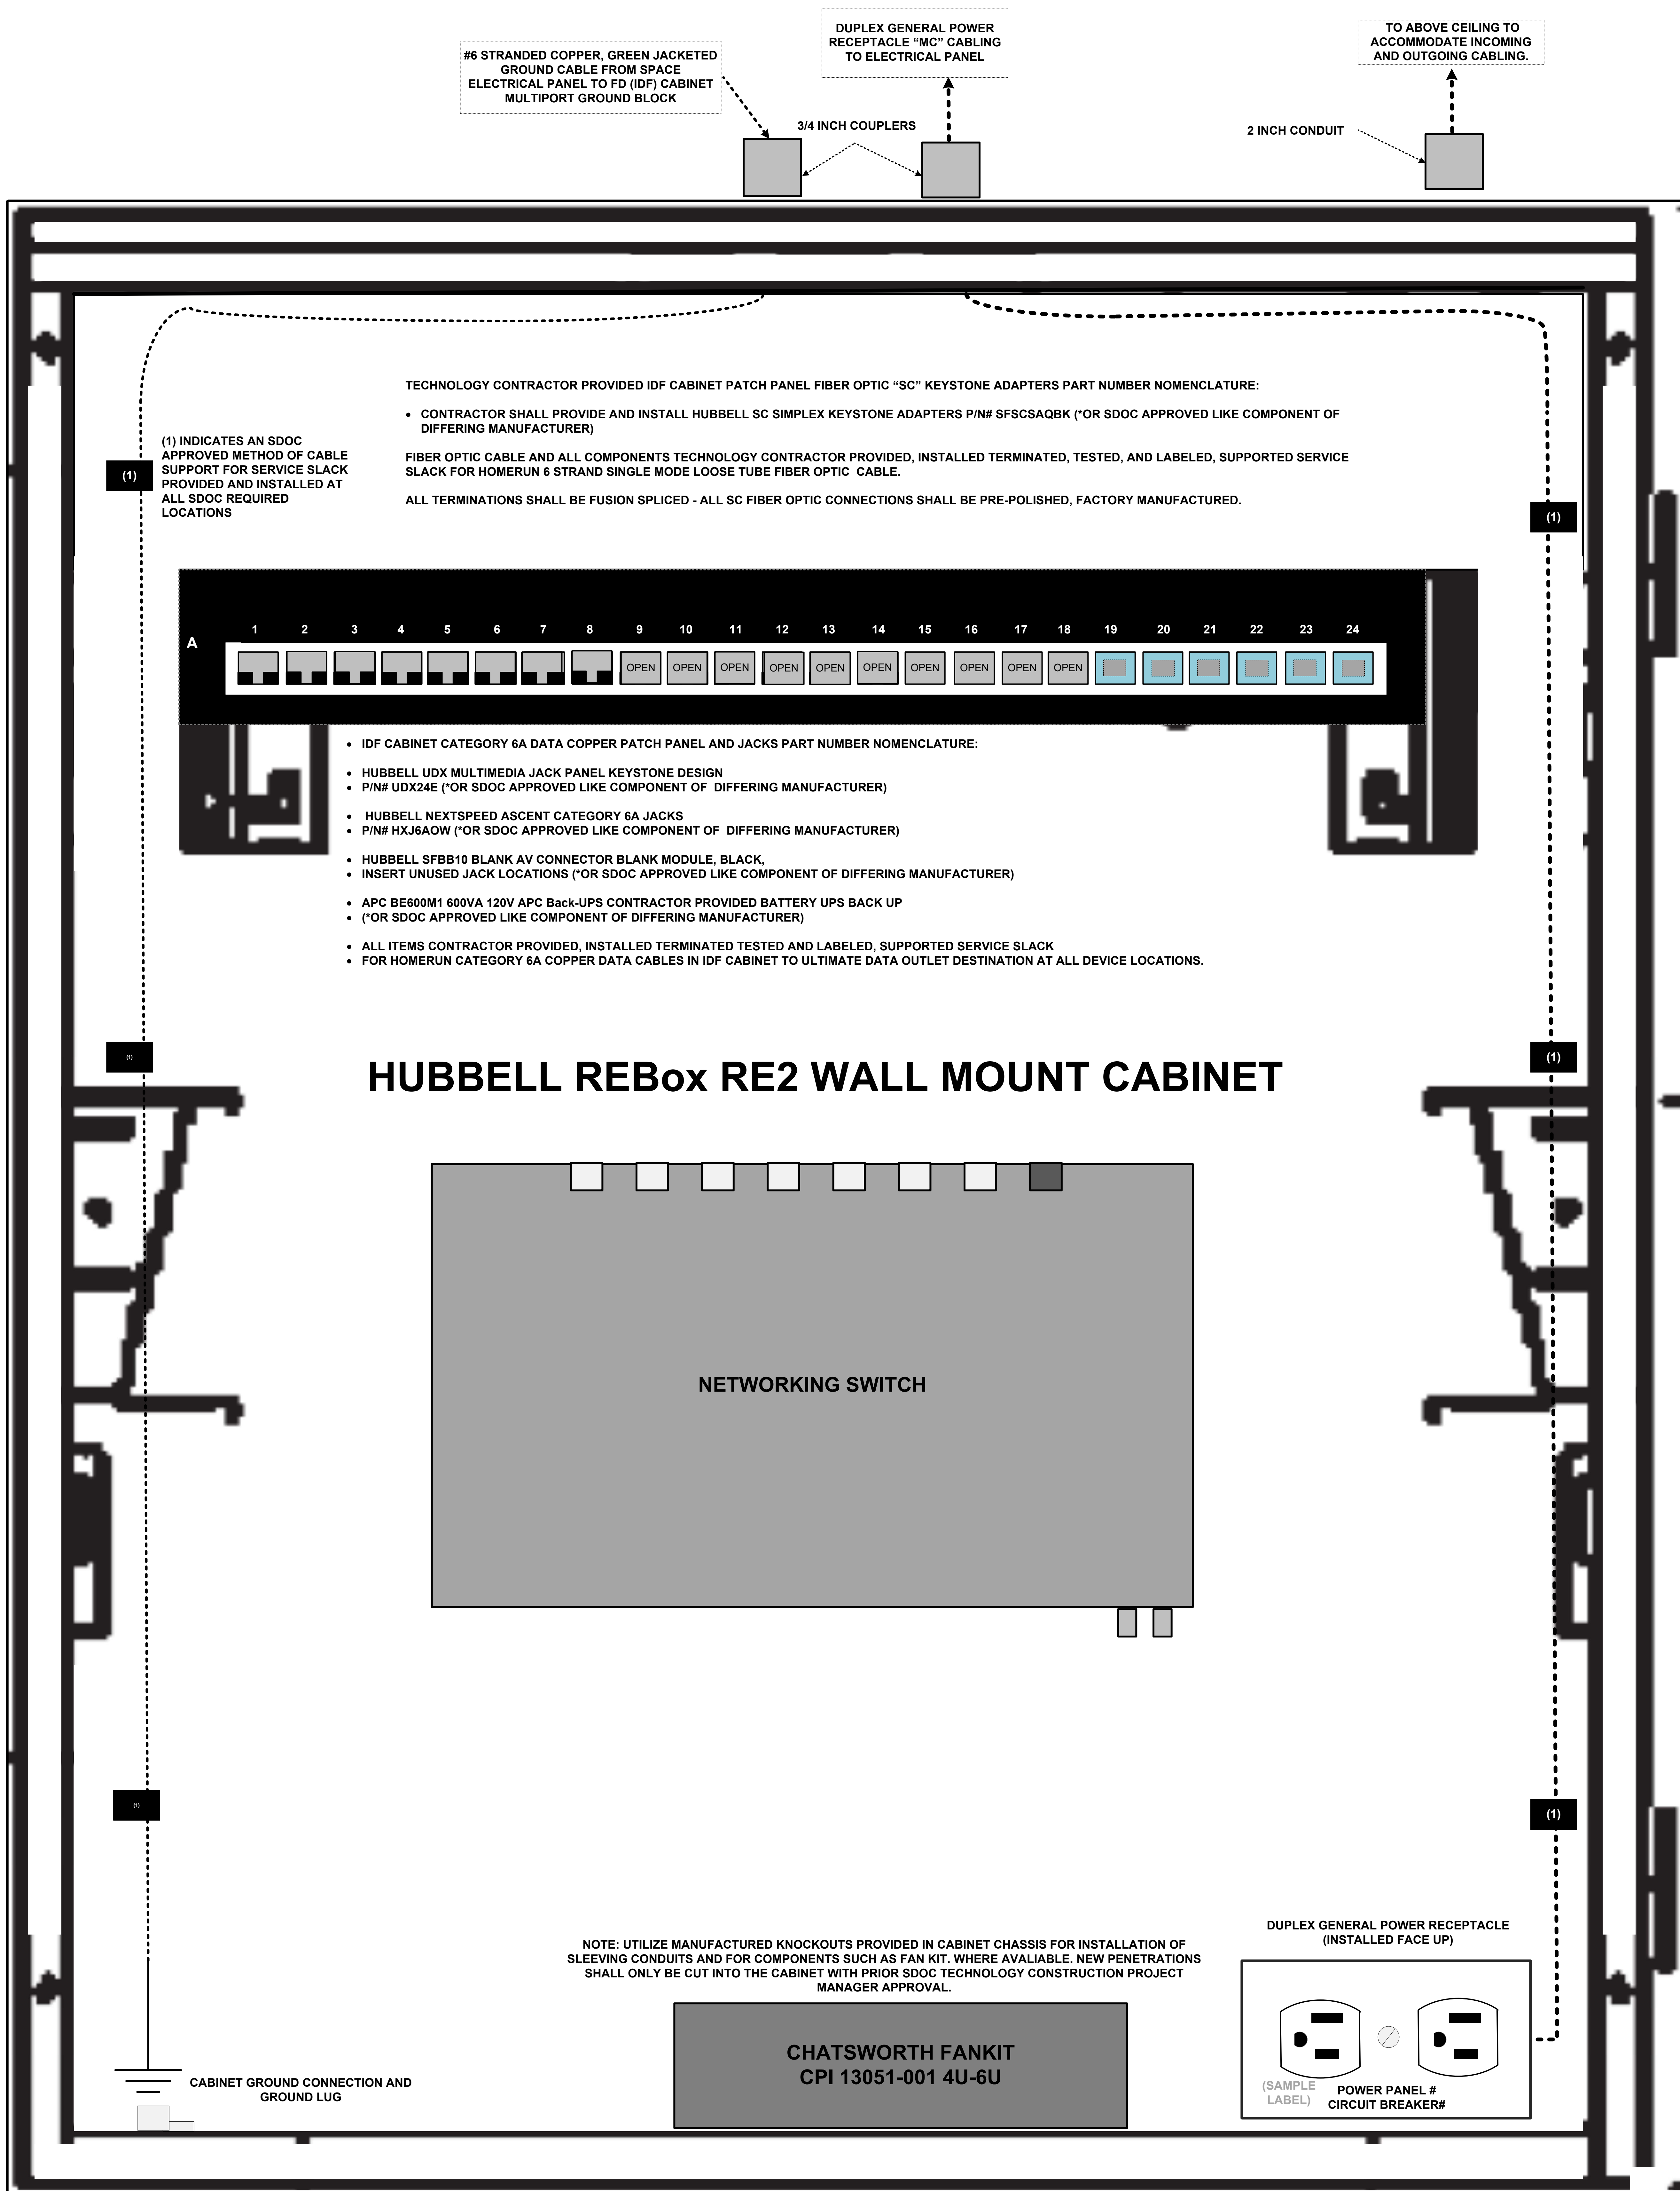 #6 STRANDED COPPER, GREEN JACKETED
GROUND CABLE FROM SPACE
ELECTRICAL PANEL TO FD (IDF) CABINET
MULTIPORT GROUND BLOCK
DUPLEX GENERAL POWER
RECEPTACLE “MC” CABLING
TO ELECTRICAL PANEL
TO ABOVE CEILING TO
ACCOMMODATE INCOMING
AND OUTGOING CABLING.
3/4 INCH COUPLERS
2 INCH CONDUIT
TECHNOLOGY CONTRACTOR PROVIDED IDF CABINET PATCH PANEL FIBER OPTIC “SC” KEYSTONE ADAPTERS PART NUMBER NOMENCLATURE:
• CONTRACTOR SHALL PROVIDE AND INSTALL HUBBELL SC SIMPLEX KEYSTONE ADAPTERS P/N# SFSCSAQBK (*OR SDOC APPROVED LIKE COMPONENT OF
DIFFERING MANUFACTURER)
FIBER OPTIC CABLE AND ALL COMPONENTS TECHNOLOGY CONTRACTOR PROVIDED, INSTALLED TERMINATED, TESTED, AND LABELED, SUPPORTED SERVICE
SLACK FOR HOMERUN 6 STRAND SINGLE MODE LOOSE TUBE FIBER OPTIC CABLE.
ALL TERMINATIONS SHALL BE FUSION SPLICED - ALL SC FIBER OPTIC CONNECTIONS SHALL BE PRE-POLISHED, FACTORY MANUFACTURED.
(1)
(1) INDICATES AN SDOC
APPROVED METHOD OF CABLE
SUPPORT FOR SERVICE SLACK
PROVIDED AND INSTALLED AT
ALL SDOC REQUIRED
LOCATIONS
(1)
A
1 2 3 4 5 6 7 8 9 10 11 12 13 14 15 16 17 18 19 20 21 22 23 24
OPEN OPEN OPEN OPEN OPEN OPEN OPEN OPEN OPEN OPEN
• IDF CABINET CATEGORY 6A DATA COPPER PATCH PANEL AND JACKS PART NUMBER NOMENCLATURE:
• HUBBELL UDX MULTIMEDIA JACK PANEL KEYSTONE DESIGN
• P/N# UDX24E (*OR SDOC APPROVED LIKE COMPONENT OF DIFFERING MANUFACTURER)
• HUBBELL NEXTSPEED ASCENT CATEGORY 6A JACKS
• P/N# HXJ6AOW (*OR SDOC APPROVED LIKE COMPONENT OF DIFFERING MANUFACTURER)
• HUBBELL SFBB10 BLANK AV CONNECTOR BLANK MODULE, BLACK,
• INSERT UNUSED JACK LOCATIONS (*OR SDOC APPROVED LIKE COMPONENT OF DIFFERING MANUFACTURER)
• APC BE600M1 600VA 120V APC Back-UPS CONTRACTOR PROVIDED BATTERY UPS BACK UP
• (*OR SDOC APPROVED LIKE COMPONENT OF DIFFERING MANUFACTURER)
• ALL ITEMS CONTRACTOR PROVIDED, INSTALLED TERMINATED TESTED AND LABELED, SUPPORTED SERVICE SLACK
• FOR HOMERUN CATEGORY 6A COPPER DATA CABLES IN IDF CABINET TO ULTIMATE DATA OUTLET DESTINATION AT ALL DEVICE LOCATIONS.
(1)
(1)
HUBBELL REBox RE2 WALL MOUNT CABINET
NETWORKING SWITCH
(1)
(1)
NOTE: UTILIZE MANUFACTURED KNOCKOUTS PROVIDED IN CABINET CHASSIS FOR INSTALLATION OF
SLEEVING CONDUITS AND FOR COMPONENTS SUCH AS FAN KIT. WHERE AVALIABLE. NEW PENETRATIONS
SHALL ONLY BE CUT INTO THE CABINET WITH PRIOR SDOC TECHNOLOGY CONSTRUCTION PROJECT
MANAGER APPROVAL.
DUPLEX GENERAL POWER RECEPTACLE
(INSTALLED FACE UP)
CHATSWORTH FANKIT
CPI 13051-001 4U-6U
CABINET GROUND CONNECTION AND
GROUND LUG
(SAMPLE
LABEL)
POWER PANEL #
CIRCUIT BREAKER#